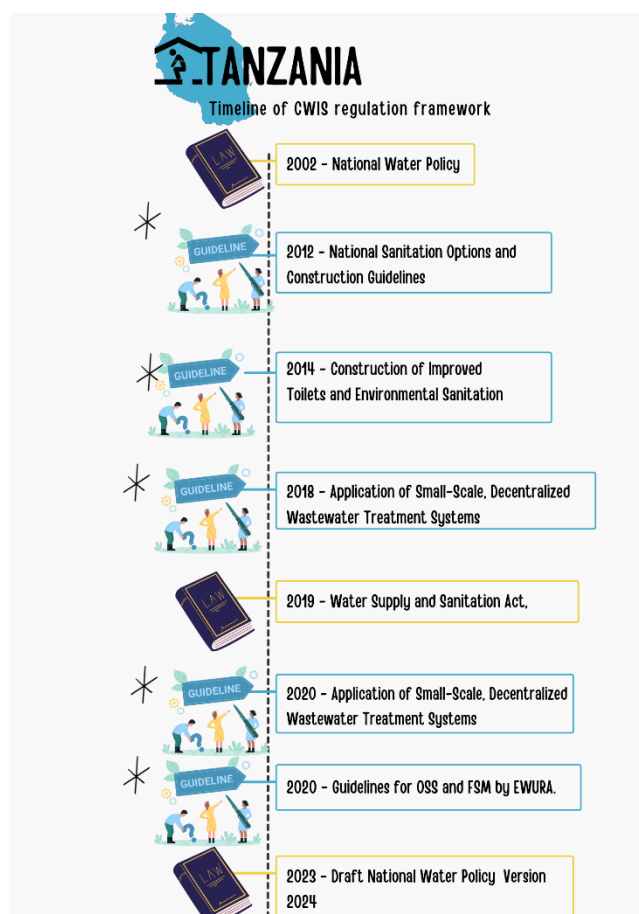 TANZANIA
Timeline of CWIS regulation framework
LAW
2002 - National Water Policy
GUIDELINE
2012 - National Sanitation Options and
Construction Guidelines
GUIDELINE
2014 - Construction of Improved
Toilets and Environmental Sanitation
GUIDELINE
2018 - Application of Small-Scale, Decentralized
Wastewater Treatment Systems
LAW
2019 - Water Supply and Sanitation Act,
GUIDELINE
2020 - Application of Small-Scale, Decentralized
Wastewater Treatment Systems
GUIDELINE
2020 - Guidelines for OSS and FSM by EWURA.
LAW
2023 - Draft National Water Policy Version
2024